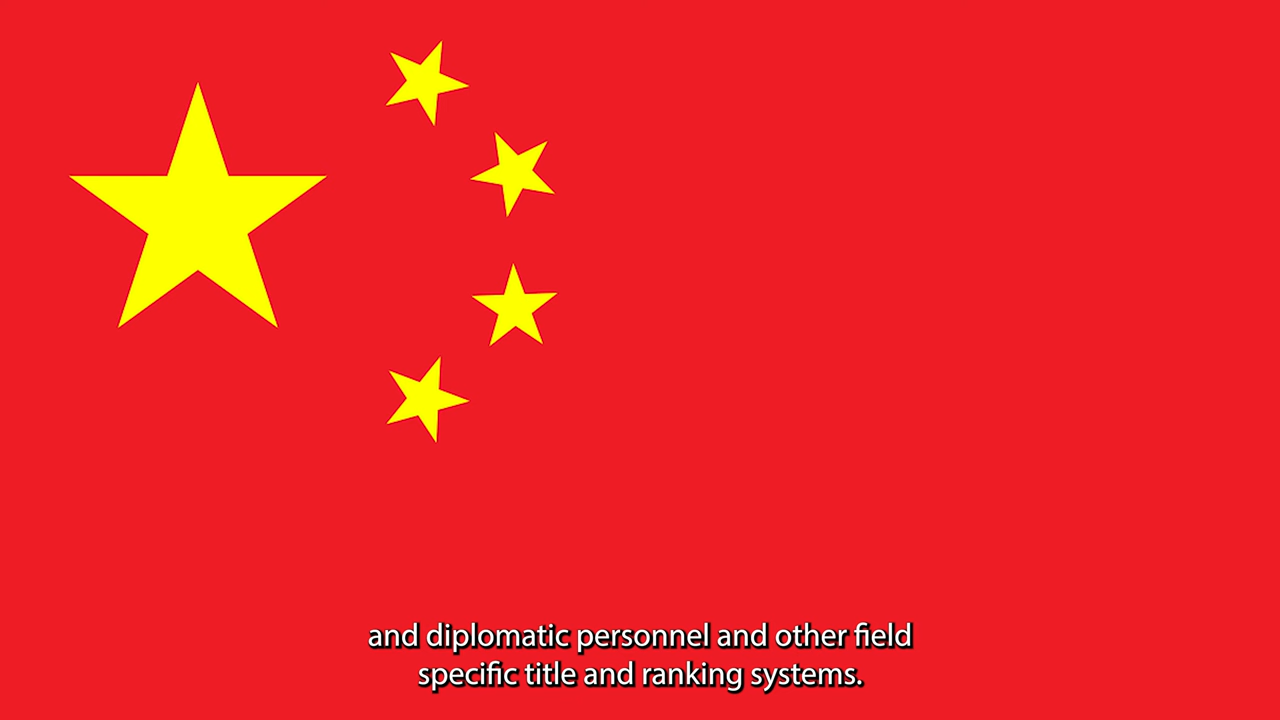 and diplomatic personnel and other field
specific title and ranking systems.